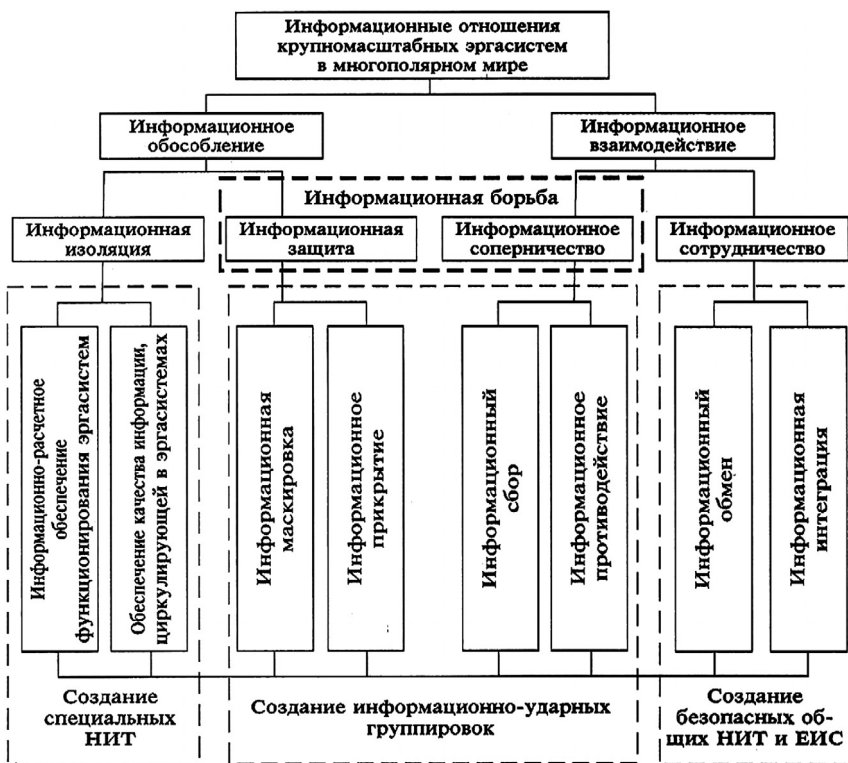 Информационные отношения
крупномасштабных эргасистем
в многополярном мире
Информационное
обособление
Информационное
взаимодействие
Информационная борьба
Информационная
изоляция
Информационная
защита
Информационное
соперничество
Информационное
сотрудничество
Информационно-расчетное
обеспечение
функционирования эргасистем
Обеспечение качества информации,
циркулирующей в эргасистемах
Информационная
маскировка
Информационное
прикрытие
Информационный
сбор
Информационное
противодействие
Информационный
обмен
Информационная
интеграция
Создание
специальных
НИТ
Создание информационно-ударных
группировок
Создание
безопасных об-
щих НИТ и ЕИС